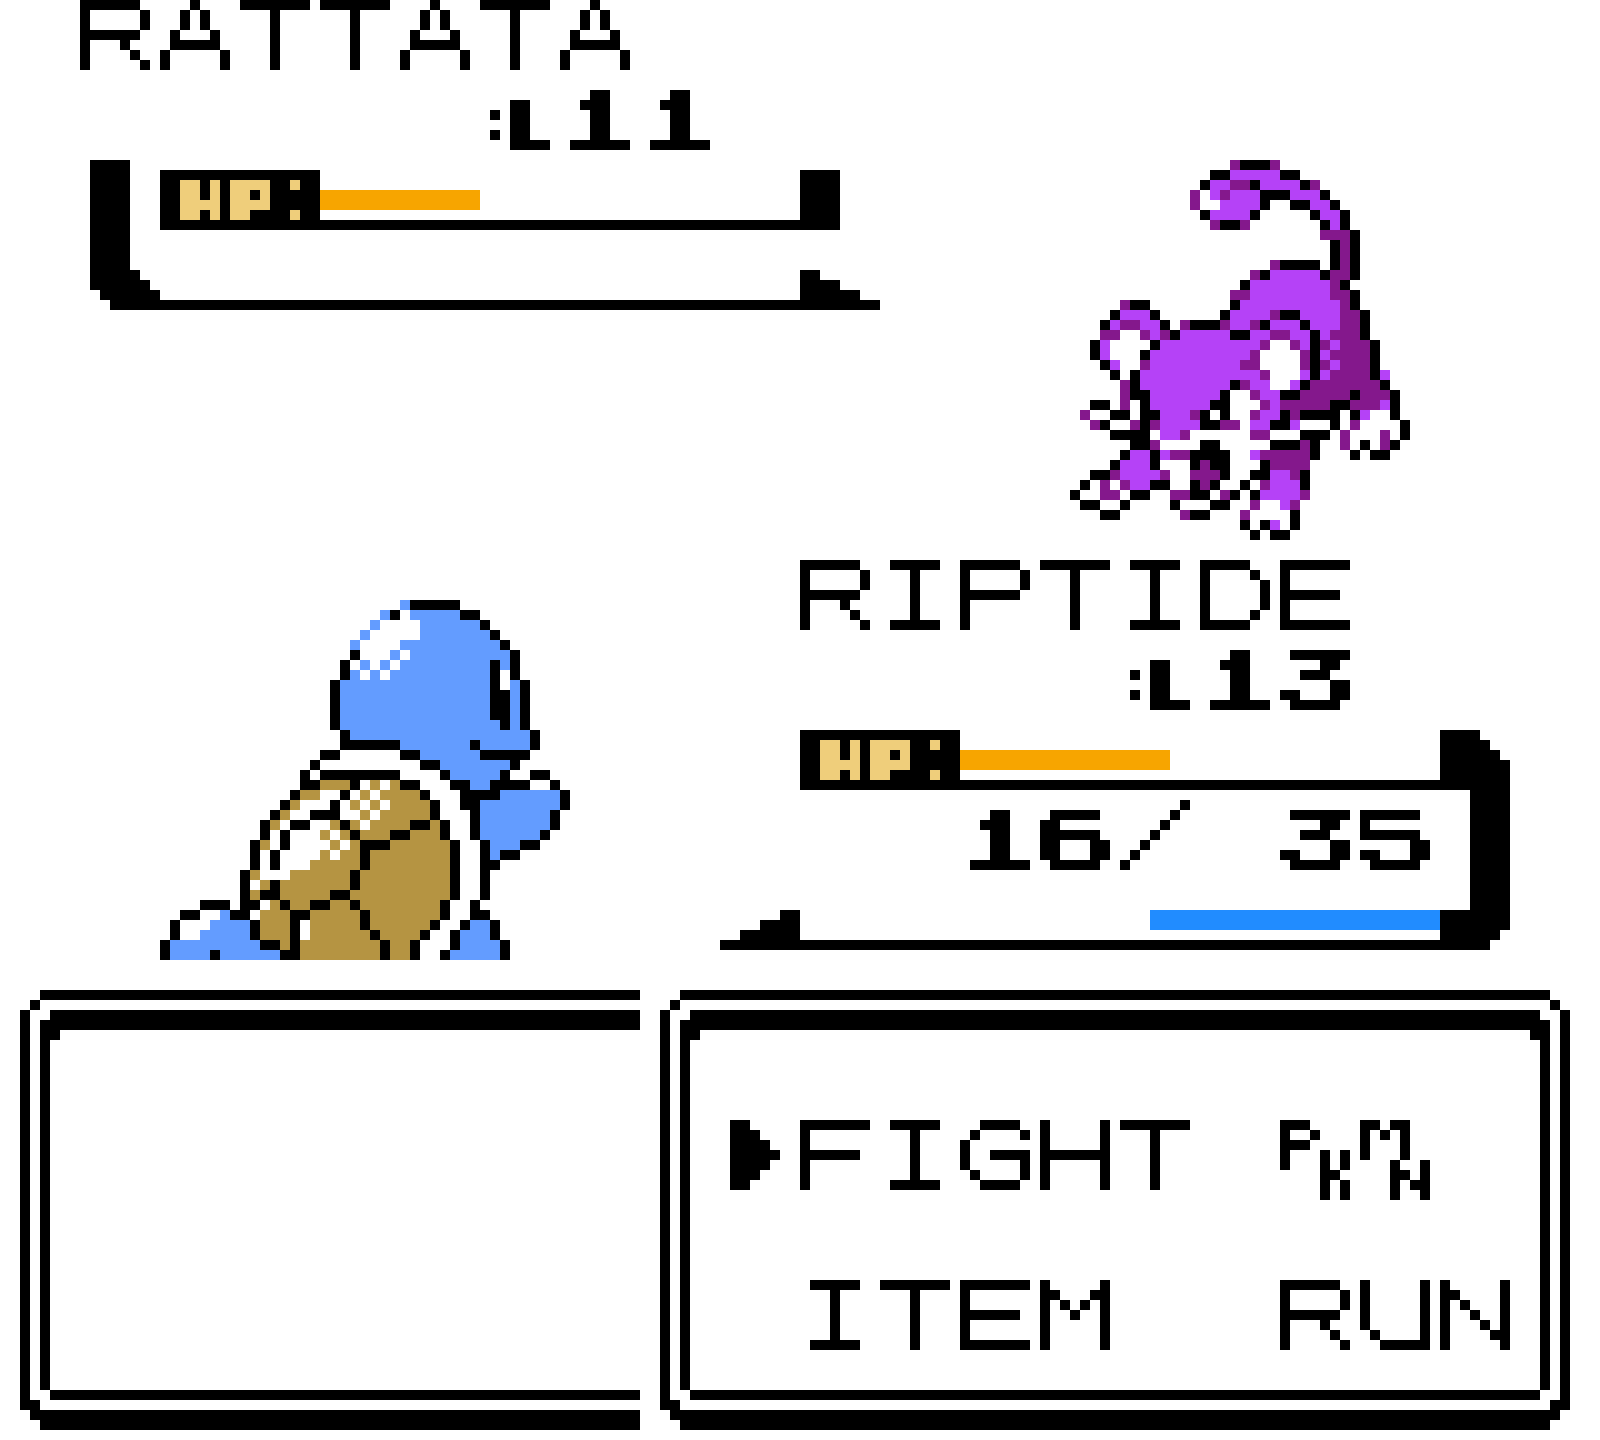 RATTATA
:L11
HP:
RIPTIDE
:L13
HP:
16/ 35
▶FIGHT PKMN
ITEM RUN